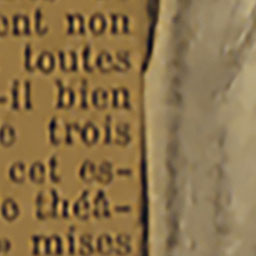 ent non
toutes
-il bien
e trois
cet es-
o théâ-
» mises